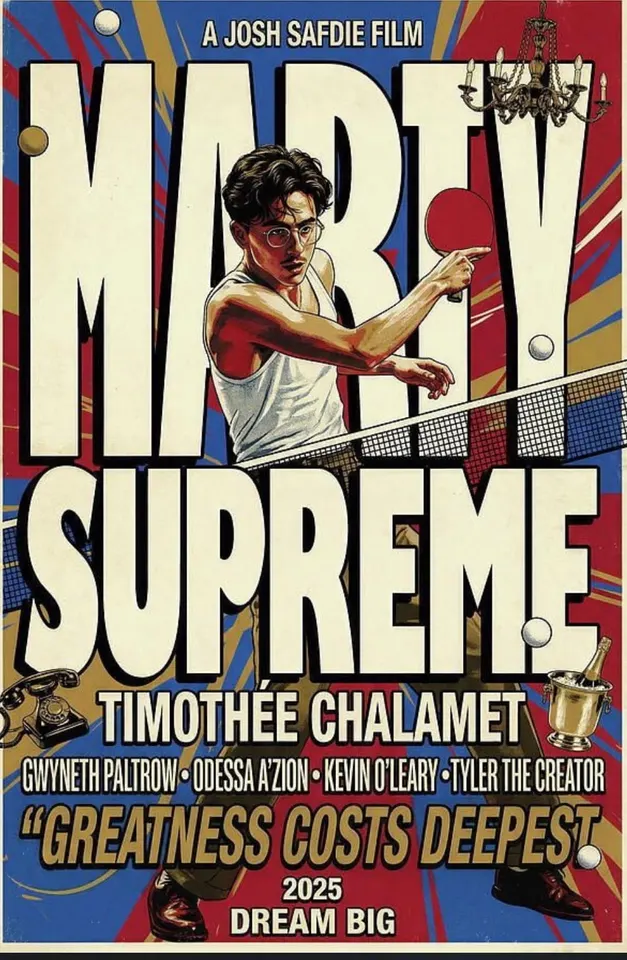 A JOSH SAFDIE FILM
MARTY
SUPREME
TIMOTHÉE CHALAMET
GWYNETH PALTROW • ODESSA A'ZION • KEVIN O'LEARY • TYLER THE CREATOR
“GREATNESS COSTS DEEPEST
2025
DREAM BIG